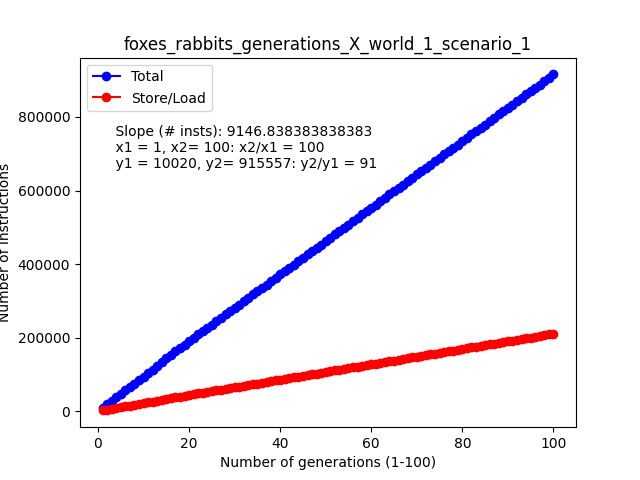 foxes_rabbits_generations_X_world_1_scenario_1
Total
Store/Load
Slope (# insts): 9146.838383838383
x1 = 1, x2= 100: x2/x1 = 100
y1 = 10020, y2= 915557: y2/y1 = 91
Number of instructions
800000
600000
400000
200000
0
0 20 40 60 80 100
Number of generations (1-100)